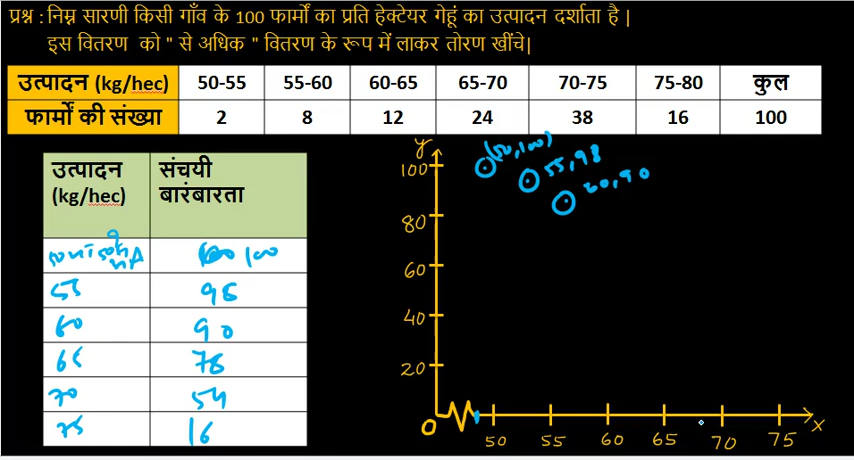 प्रश्न : निम्न सारणी किसी गाँव के 100 फार्मों का प्रति हेक्टेयर गेहूं का उत्पादन दर्शाता है |
इस वितरण को " से अधिक " वितरण के रूप में लाकर तोरण खींचे|
उत्पादन (kg/hec) 50-55 55-60 60-65 65-70 70-75 75-80 कुल
फार्मों की संख्या 2 8 12 24 38 16 100
उत्पादन (kg/hec) संचयी बारंबारता
100
55 98
60 90
65 78
70 54
75 16
y
100
80
60
40
20
0
50 55 60 65 70 75 x
(50,100)
55,98
60,90